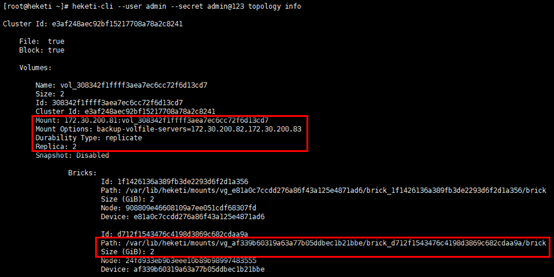 [root@heketi ~]# heketi-cli --user admin --secret admin@123 topology info
Cluster Id: e3af248aec92bf15217708a78a2c8241
File: true
Block: true
Volumes:
Name: vol_308342f1ffff3aea7ec6cc72f6d13cd7
Size: 2
Id: 308342f1ffff3aea7ec6cc72f6d13cd7
Cluster Id: e3af248aec92bf15217708a78a2c8241
Mount: 172.30.200.81:vol_308342f1ffff3aea7ec6cc72f6d13cd7
Mount Options: backup-volfile-servers=172.30.200.82,172.30.200.83
Durability Type: replicate
Replica: 2
Snapshot: Disabled
Bricks:
Id: 1f1426136a389fb3de2293d6f2d1a356
Path: /var/lib/heketi/mounts/vg_e81a0c7ccdd276a86f43a125e4871ad6/brick_1f1426136a389fb3de2293d6f2d1a356/brick
Size (GiB): 2
Node: 908809e46608109a7ee051cdf68307fd
Device: e81a0c7ccdd276a86f43a125e4871ad6
Id: d712f1543476c4198d3869c682cdaa9a
Path: /var/lib/heketi/mounts/vg_af339b60319a63a77b05ddbec1b21bbe/brick_d712f1543476c4198d3869c682cdaa9a/brick
Size (GiB): 2
Node: 24fd933eb9b3eee10b89b98997483555
Device: af339b60319a63a77b05ddbec1b21bbe